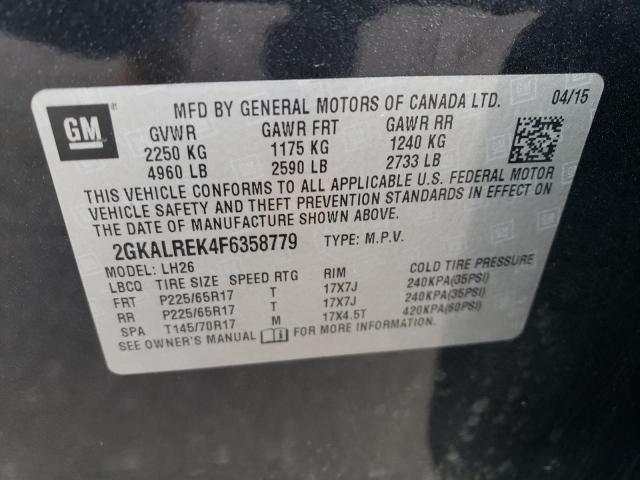 GM
MFD BY GENERAL MOTORS OF CANADA LTD. 04/15
GVWR GAWR FRT GAWR RR
2250 KG 1175 KG 1240 KG
4960 LB 2590 LB 2733 LB
THIS VEHICLE CONFORMS TO ALL APPLICABLE U.S. FEDERAL MOTOR
VEHICLE SAFETY AND THEFT PREVENTION STANDARDS IN EFFECT ON
THE DATE OF MANUFACTURE SHOWN ABOVE.
2GKALREK4F6358779 TYPE: M.P.V.
MODEL: LH26
LBCQ TIRE SIZE SPEED RTG RIM COLD TIRE PRESSURE
FRT P225/65R17 T 17X7J 240KPA(35PSI)
RR P225/65R17 T 17X7J 240KPA(35PSI)
SPA T145/70R17 M 17X4.5T 420KPA(60PSI)
SEE OWNER'S MANUAL FOR MORE INFORMATION.